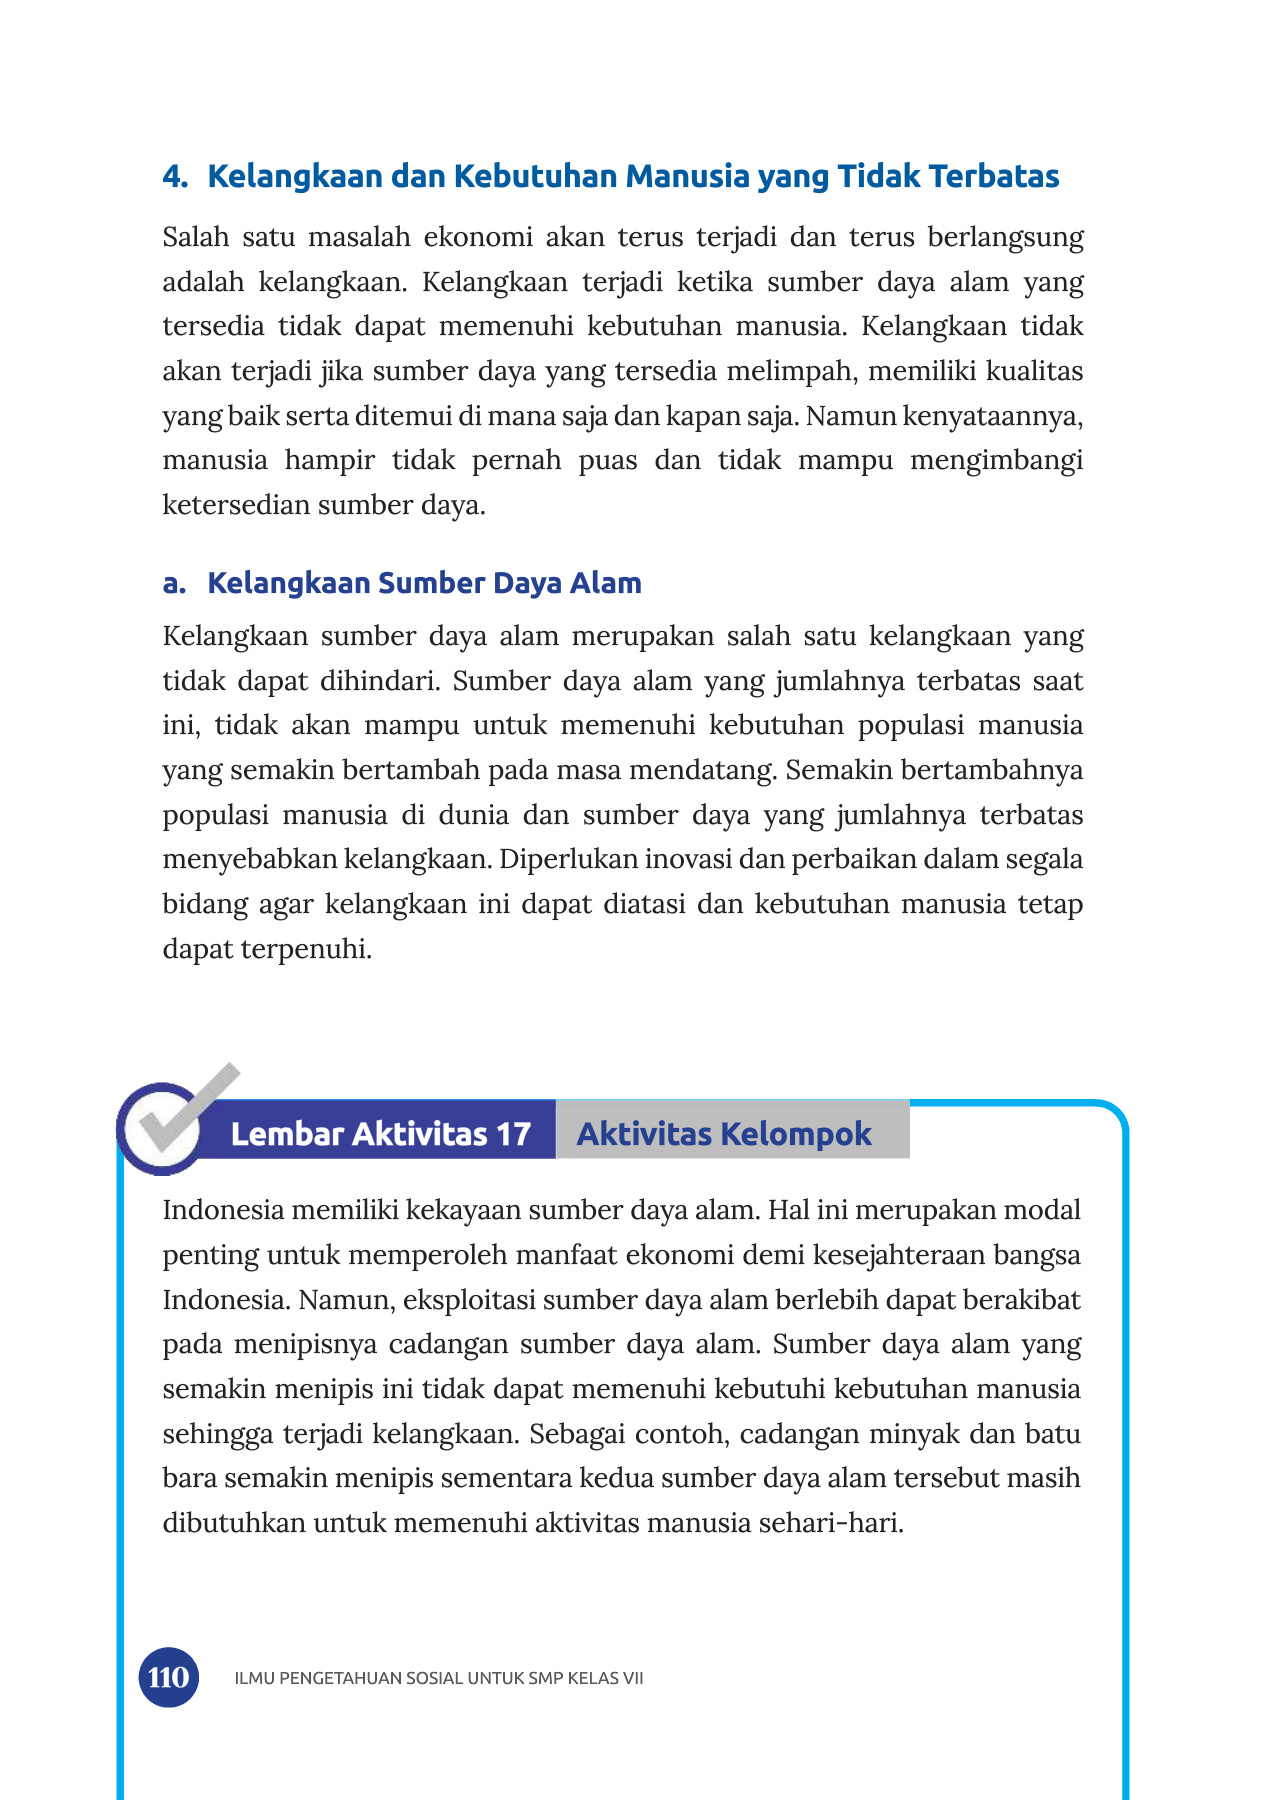 4. Kelangkaan dan Kebutuhan Manusia yang Tidak Terbatas
Salah satu masalah ekonomi akan terus terjadi dan terus berlangsung
adalah kelangkaan. Kelangkaan terjadi ketika sumber daya alam yang
tersedia tidak dapat memenuhi kebutuhan manusia. Kelangkaan tidak
akan terjadi jika sumber daya yang tersedia melimpah, memiliki kualitas
yang baik serta ditemui di mana saja dan kapan saja. Namun kenyataannya,
manusia hampir tidak pernah puas dan tidak mampu mengimbangi
ketersedian sumber daya.
a. Kelangkaan Sumber Daya Alam
Kelangkaan sumber daya alam merupakan salah satu kelangkaan yang
tidak dapat dihindari. Sumber daya alam yang jumlahnya terbatas saat
ini, tidak akan mampu untuk memenuhi kebutuhan populasi manusia
yang semakin bertambah pada masa mendatang. Semakin bertambahnya
populasi manusia di dunia dan sumber daya yang jumlahnya terbatas
menyebabkan kelangkaan. Diperlukan inovasi dan perbaikan dalam segala
bidang agar kelangkaan ini dapat diatasi dan kebutuhan manusia tetap
dapat terpenuhi.
Lembar Aktivitas 17 Aktivitas Kelompok
Indonesia memiliki kekayaan sumber daya alam. Hal ini merupakan modal
penting untuk memperoleh manfaat ekonomi demi kesejahteraan bangsa
Indonesia. Namun, eksploitasi sumber daya alam berlebih dapat berakibat
pada menipisnya cadangan sumber daya alam. Sumber daya alam yang
semakin menipis ini tidak dapat memenuhi kebutuhi kebutuhan manusia
sehingga terjadi kelangkaan. Sebagai contoh, cadangan minyak dan batu
bara semakin menipis sementara kedua sumber daya alam tersebut masih
dibutuhkan untuk memenuhi aktivitas manusia sehari-hari.
110 ILMU PENGETAHUAN SOSIAL UNTUK SMP KELAS VII